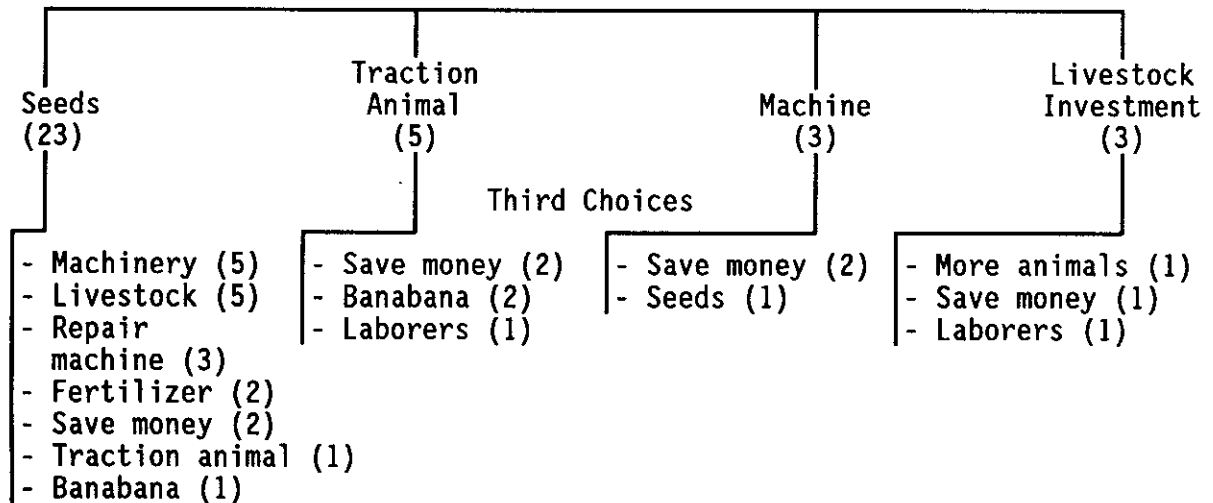 Seeds
(23)
Traction
Animal
(5)
Machine
(3)
Livestock
Investment
(3)
Third Choices
- Machinery (5)
- Livestock (5)
- Repair
machine (3)
- Fertilizer (2)
- Save money (2)
- Traction animal (1)
- Banabana (1)
- Save money (2)
- Banabana (2)
- Laborers (1)
- Save money (2)
- Seeds (1)
- More animals (1)
- Save money (1)
- Laborers (1)